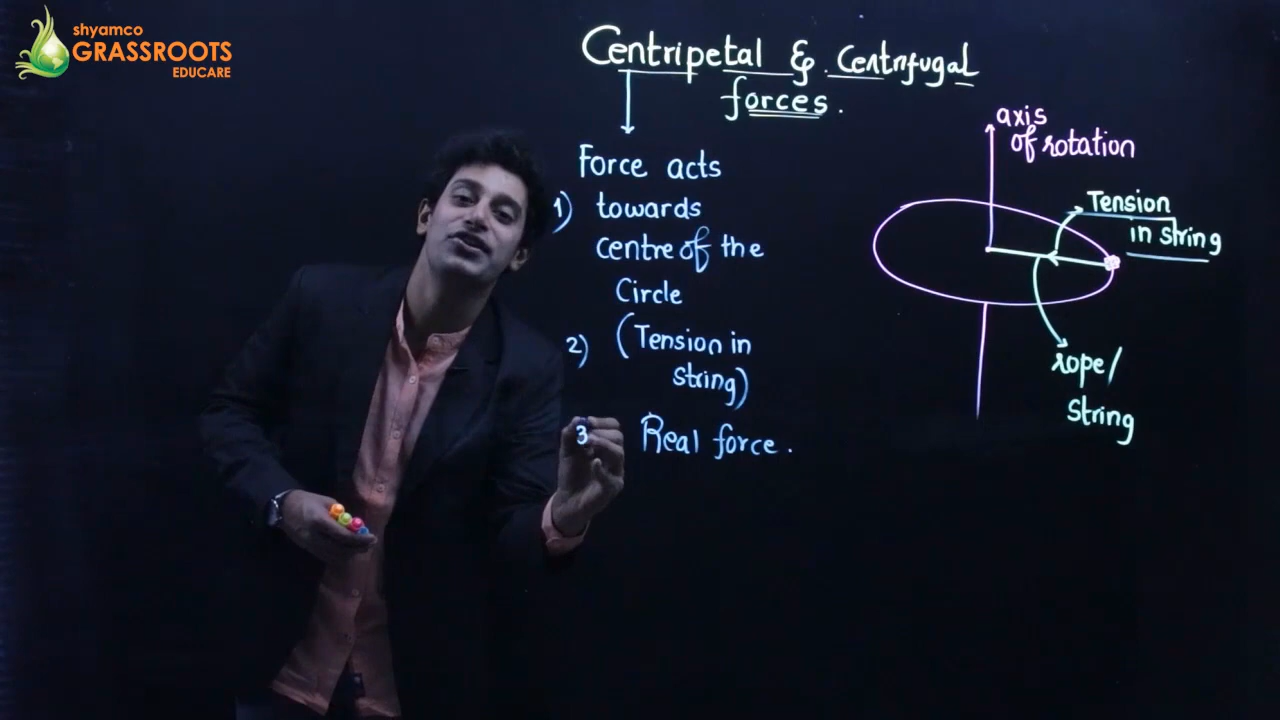 shyamco
GRASSROOTS
EDUCARE
Centripetal & Centrifugal
forces.
Force acts
1) towards
centre of the
Circle
2) (Tension in
string)
3 Real force.
axis
of rotation
Tension
in string
rope/
String